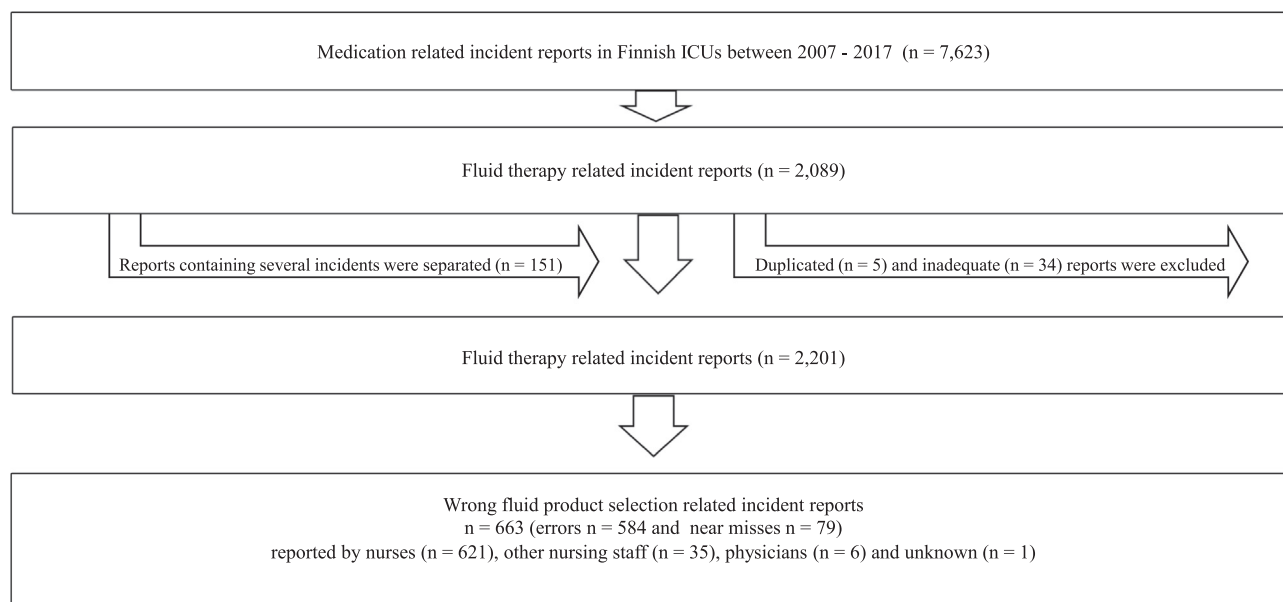 Medication related incident reports in Finnish ICUs between 2007 - 2017 (n = 7,623)
Fluid therapy related incident reports (n = 2,089)
Reports containing several incidents were separated (n = 151)
Duplicated (n = 5) and inadequate (n = 34) reports were excluded
Fluid therapy related incident reports (n = 2,201)
Wrong fluid product selection related incident reports
n = 663 (errors n = 584 and near misses n = 79)
reported by nurses (n = 621), other nursing staff (n = 35), physicians (n = 6) and unknown (n = 1)